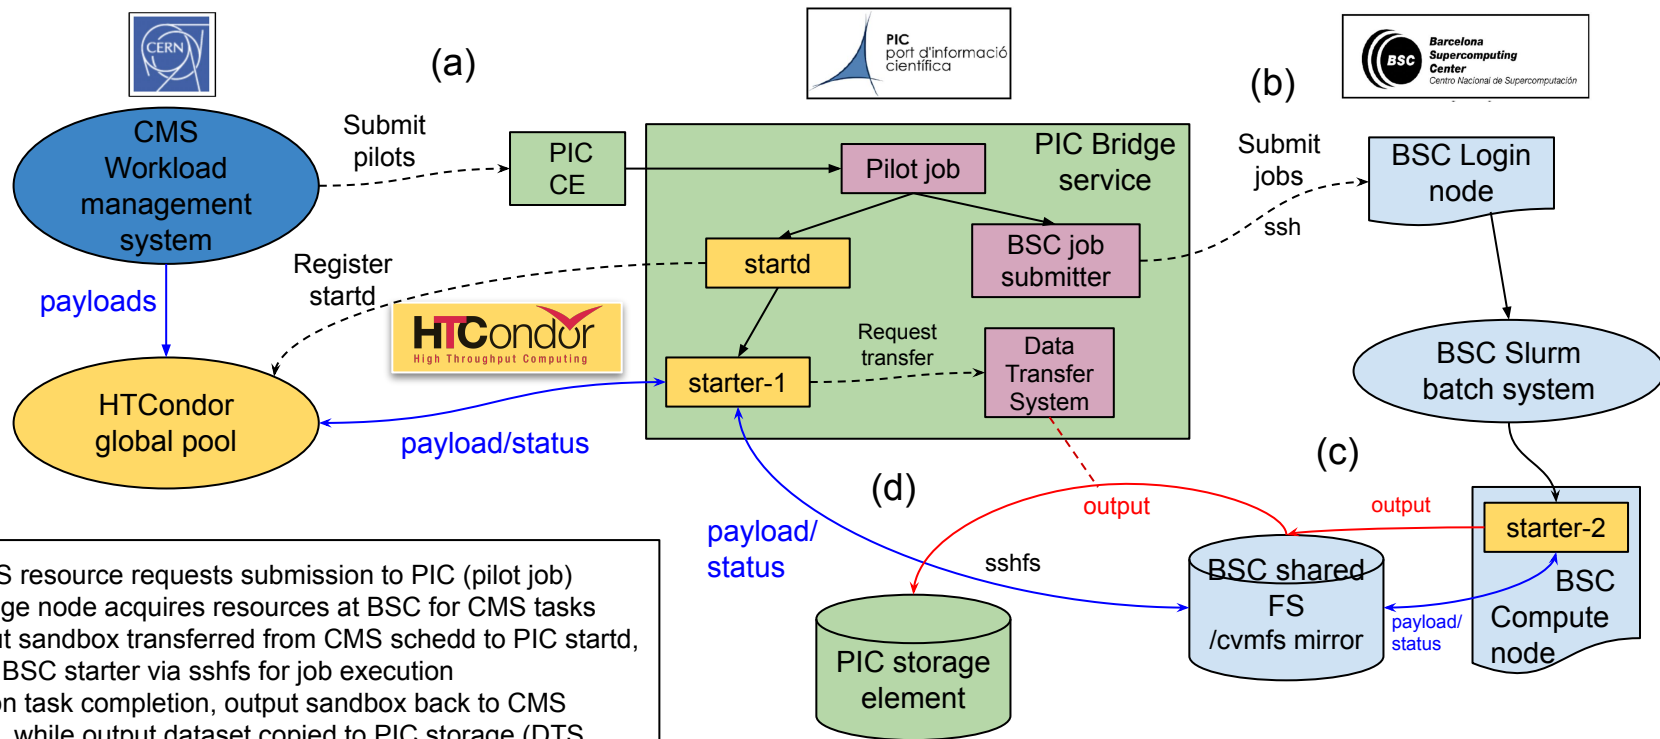 CERN
(a)
PIC
port d'informació
científica
(b)
BSC
Barcelona
Supercomputing
Center
Centro Nacional de Supercomputación
CMS
Workload
management
system
Submit
pilots
PIC
CE
PIC Bridge
service
Pilot job
Submit
jobs
ssh
BSC Login
node
startd
BSC job
submitter
Register
startd
payloads
HTCondor
High Throughput Computing
Request
transfer
starter-1
Data
Transfer
System
BSC Slurm
batch system
HTCondor
global pool
payload/status
(c)
(d)
output
output
starter-2
payload/
status
sshfs
BSC shared
FS
/cvmfs mirror
payload/
status
BSC
Compute
node
PIC storage
element
resource requests submission to PIC (pilot job)
node acquires resources at BSC for CMS tasks
sandbox transferred from CMS schedd to PIC startd,
BSC starter via sshfs for job execution
task completion, output sandbox back to CMS
while output dataset copied to PIC storage (DTS